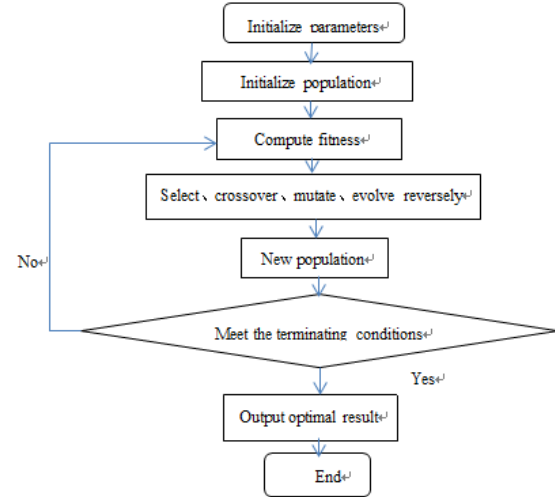 Initialize parameters↵
Initialize population↵
Compute fitness↵
Select、crossover、mutate、evolve reversely↵
New population↵
No↵
Meet the terminating conditions↵
Yes↵
Output optimal result↵
End↵